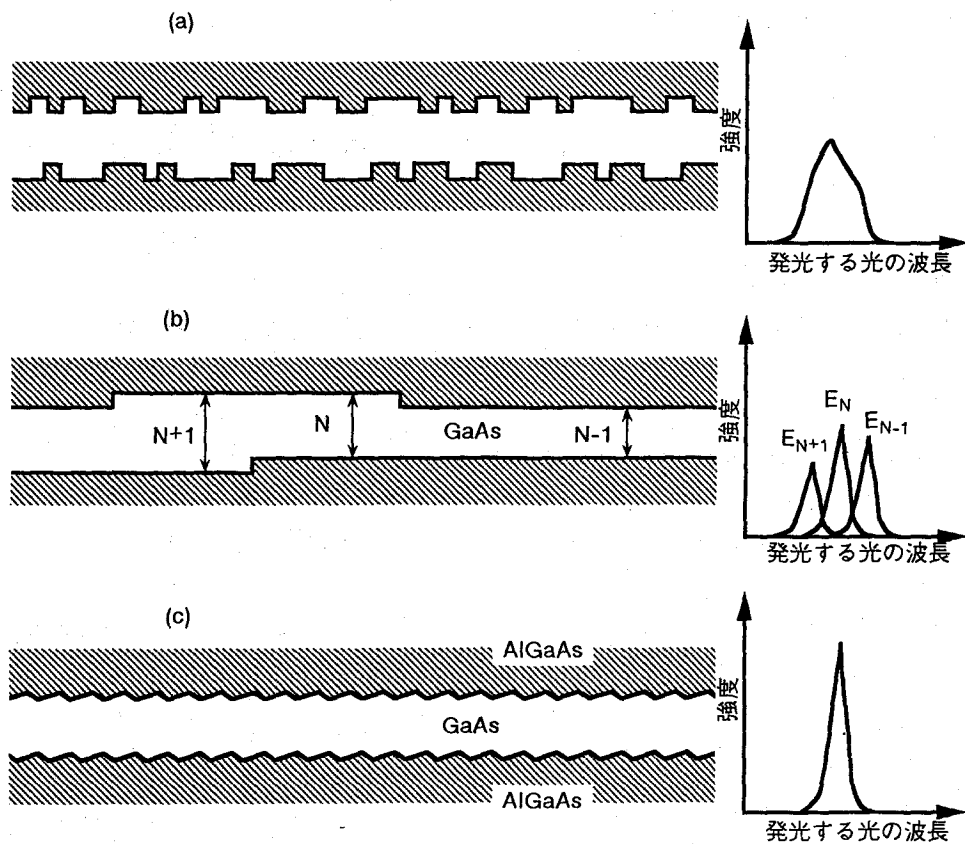 (a)
強度
発光する光の波長
(b)
N+1
N
GaAs
N-1
強度
E_{N+1}
E_N
E_{N-1}
発光する光の波長
(c)
AlGaAs
GaAs
AlGaAs
強度
発光する光の波長